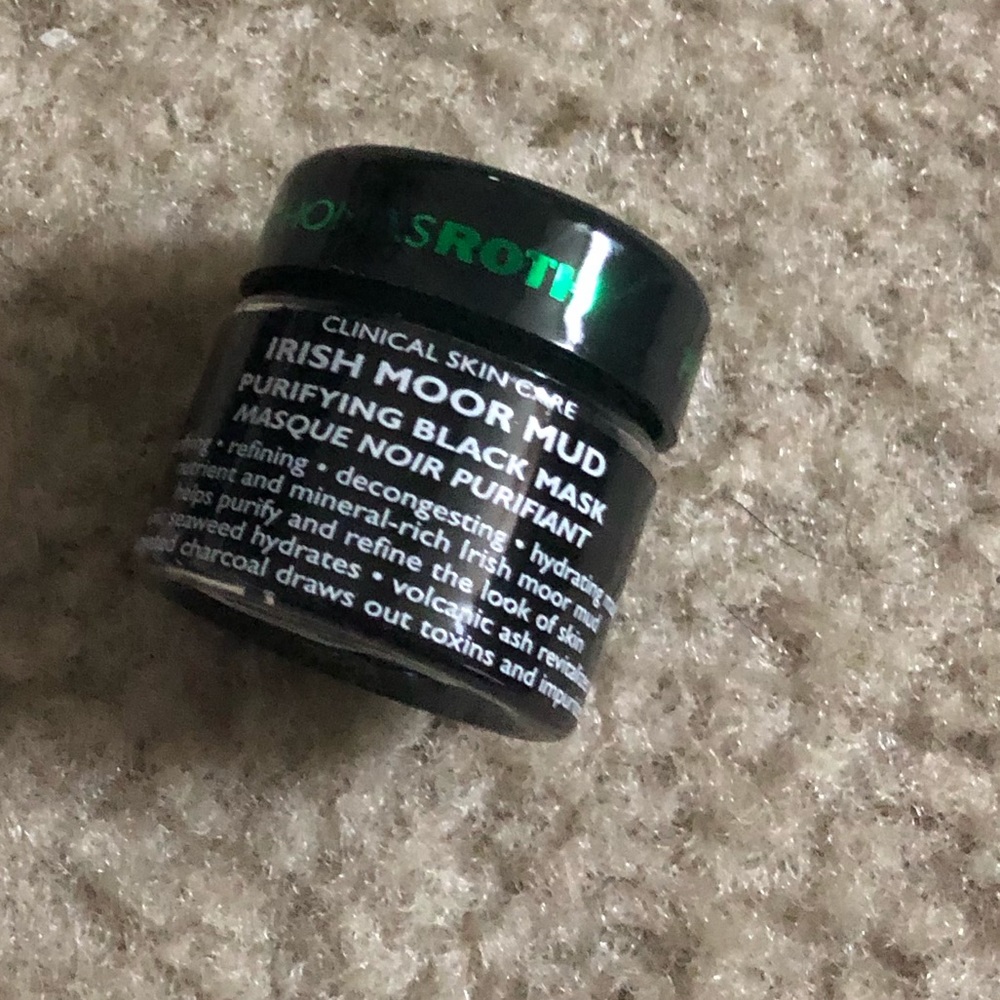 ROTH
CLINICAL SKIN CARE
IRISH MOOR MUD
PURIFYING BLACK MASK
MASQUE NOIR PURIFIANT
• refining • decongesting • hydrating
nutrient and mineral-rich Irish moor mud
helps purify and refine the look of skin
seaweed hydrates • volcanic ash revitalizes
charcoal draws out toxins and